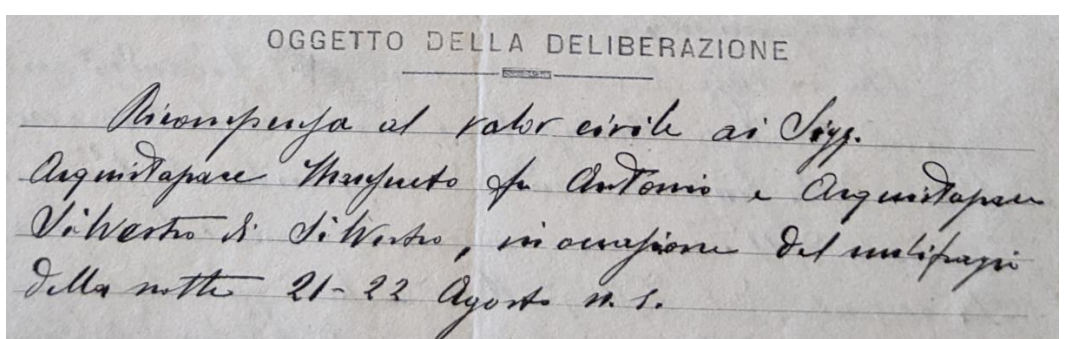 OGGETTO DELLA DELIBERAZIONE
Ricompensa al valor civile ai Sigg.
Acquistapace Mansueto fu Antonio e Acquistapace
Silvestro di Silvestro, in occasione del
della notte 21-22 Agosto u. s.